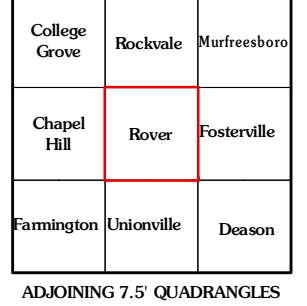 College
Grove
Rockvale
Murfreesboro
Chapel
Hill
Rover
Fosterville
Farmington
Unionville
Deason
ADJOINING 7.5' QUADRANGLES